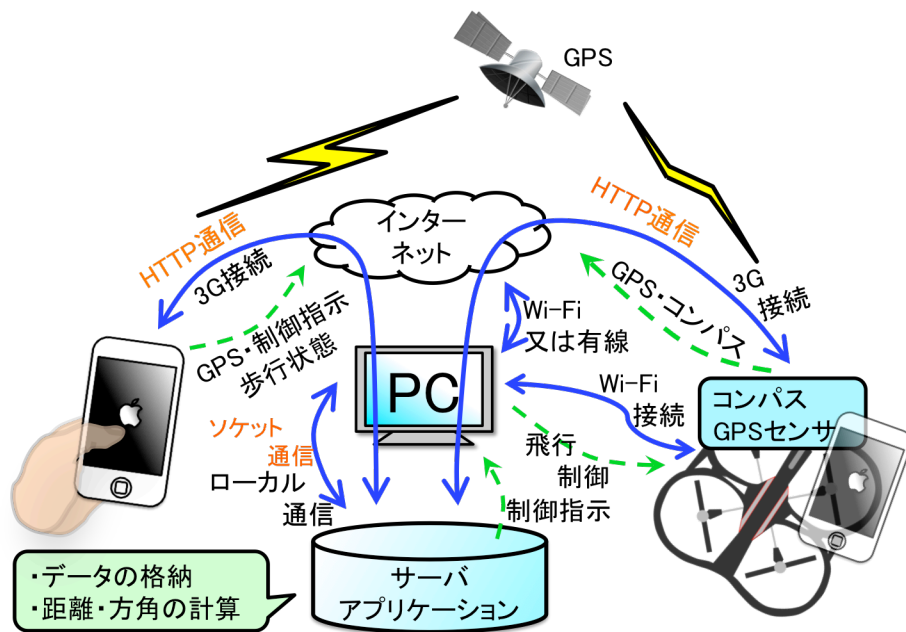 GPS
インター
ネット
HTTP通信
3G接続
GPS・制御指示
歩行状態
HTTP通信
3G
接続
GPS・コンパス
Wi-Fi
又は有線
PC
Wi-Fi
接続
コンパス
GPSセンサ
ソケット
通信
ローカル
通信
飛行
制御
制御指示
サーバ
アプリケーション
・データの格納
・距離・方角の計算